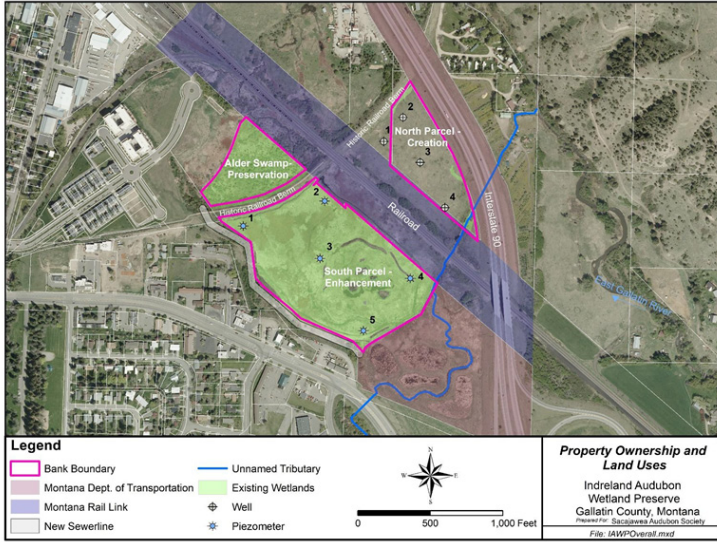 Historic Railroad Berm
2
North Parcel -
Creation
1
3
Alder Swamp-
Preservation
4
2
Historic Railroad Berm
1
Railroad
Interstate 90
3
South Parcel -
Enhancement
4
East Gallatin River
5
Legend
Bank Boundary
Montana Dept. of Transportation
Montana Rail Link
New Sewerline
Unnamed Tributary
Existing Wetlands
Well
Piezometer
N
W E
S
0 500 1,000 Feet
Property Ownership and
Land Uses
Indreland Audubon
Wetland Preserve
Gallatin County, Montana
Prepared For: Sacajawea Audubon Society
File: IAWPOverall.mxd